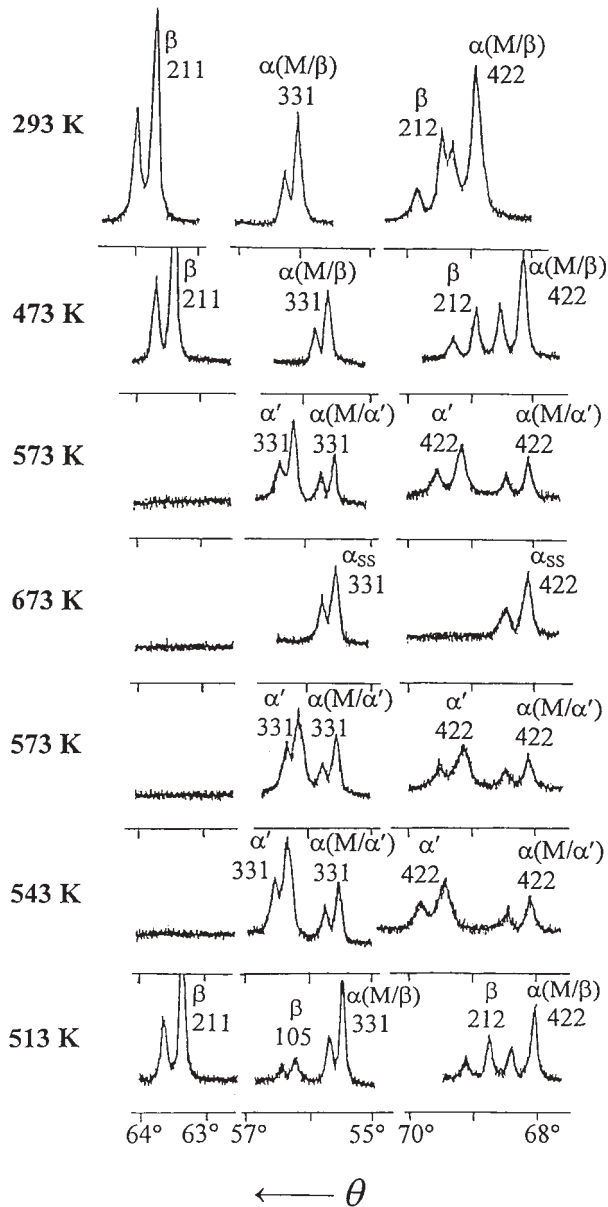 β
211
α(M/β)
331
α(M/β)
422
β
212
293 K
β
211
α(M/β)
331
β
212
α(M/β)
422
473 K
α′
331
α(M/α′)
331
α′
422
α(M/α′)
422
573 K
αSS
331
αSS
422
673 K
α′
331
α(M/α′)
331
α′
422
α(M/α′)
422
573 K
α′
331
α(M/α′)
331
α′
422
α(M/α′)
422
543 K
β
211
β
105
α(M/β)
331
β
212
α(M/β)
422
513 K
64° 63° 57° 55° 70° 68°
← θ